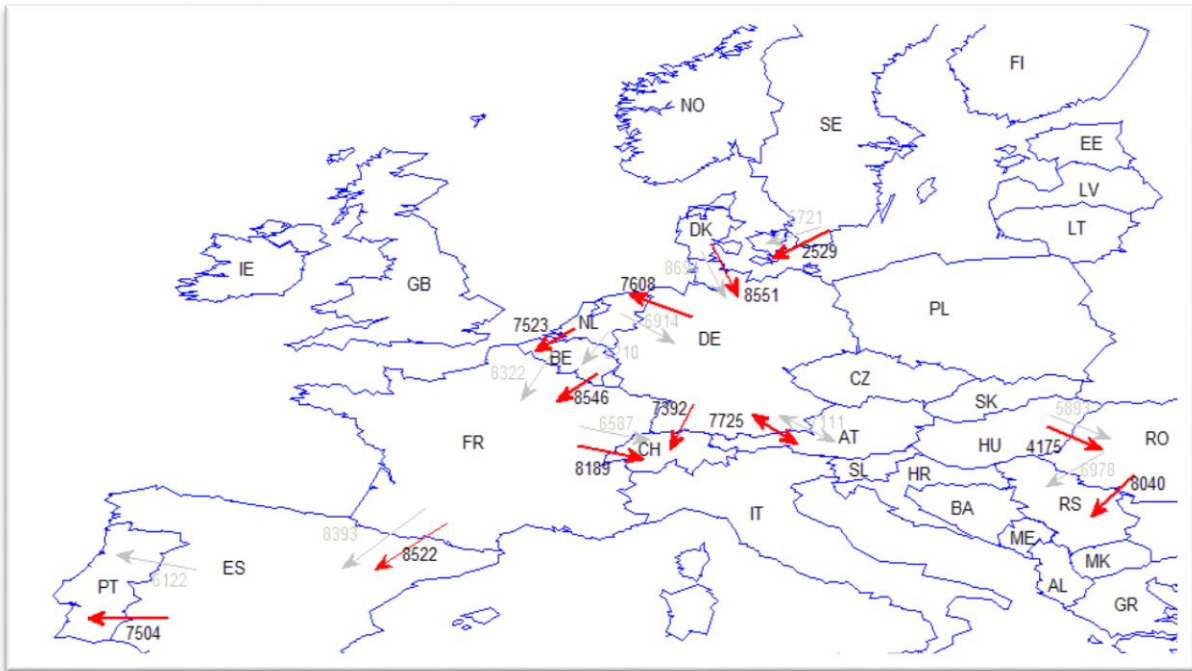 FI
NO
SE
EE
LV
LT
DK
5721
2529
IE
GB
7608
8551
PL
7523
NL
6914
DE
BE
8322
8546
CZ
SK
7392
7725
6587
CH
8189
AT
5893
HU
4175
RO
6978
8040
FR
SL
HR
RS
BA
IT
ME
MK
AL
GR
8393
8522
ES
PT
6122
7504